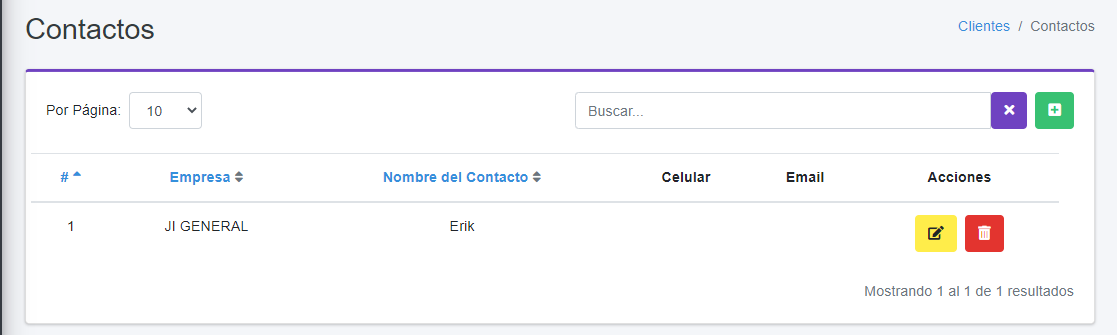 Contactos
Clientes / Contactos
Por Página: 10 Buscar...
# Empresa Nombre del Contacto Celular Email Acciones
1 JI GENERAL Erik
Mostrando 1 al 1 de 1 resultados